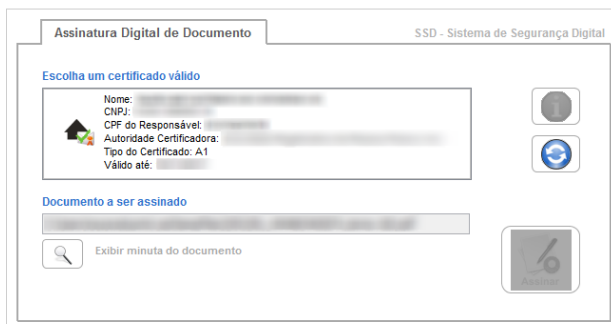 Assinatura Digital de Documento
SSD - Sistema de Segurança Digital
Escolha um certificado válido
Nome:
CNPJ:
CPF do Responsável:
Autoridade Certificadora:
Tipo do Certificado: A1
Válido até:
Documento a ser assinado
Exibir minuta do documento
Assinar